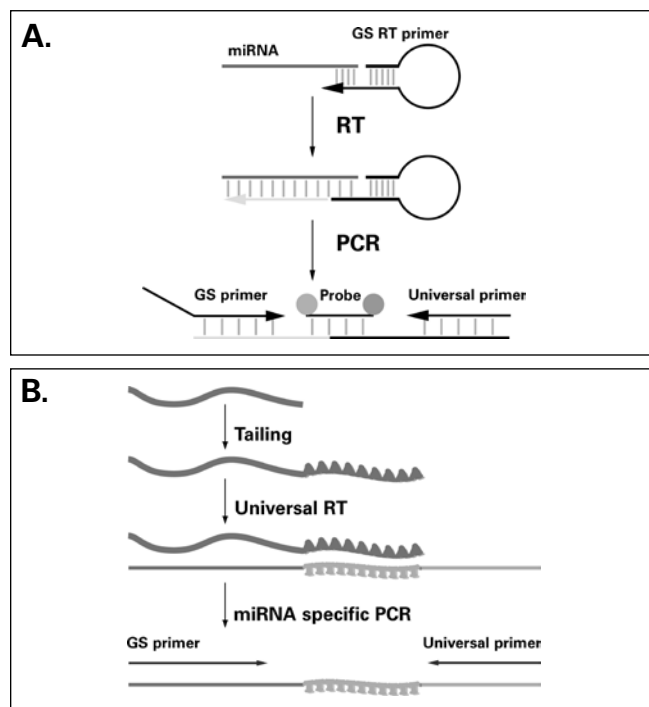 A.
GS RT primer
miRNA
RT
PCR
GS primer
Probe
Universal primer
B.
Tailing
Universal RT
miRNA specific PCR
GS primer
Universal primer